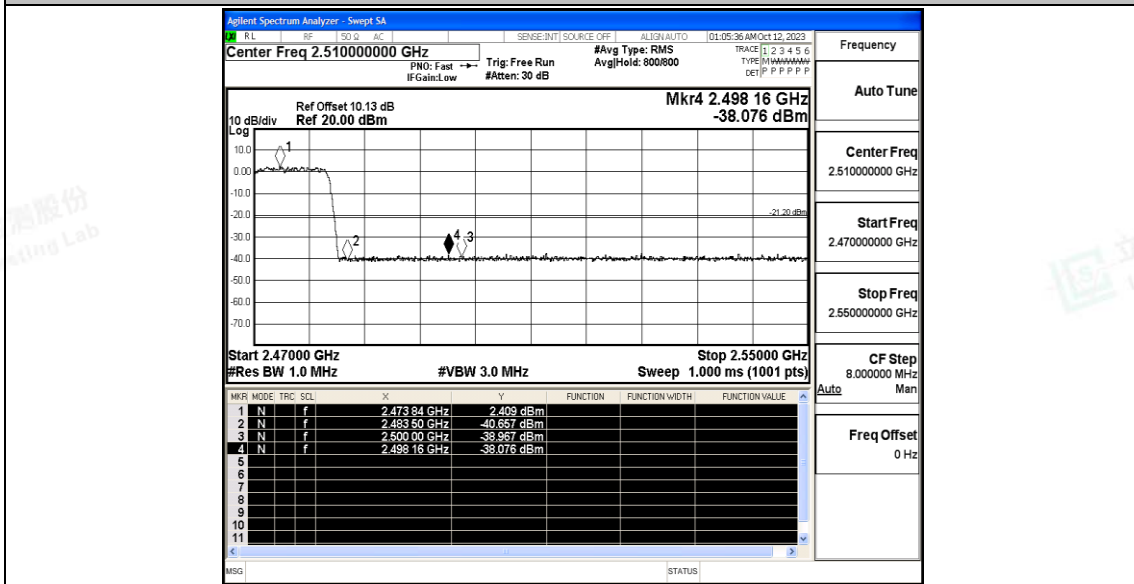 Agilent Spectrum Analyzer - Swept SA
RL RF 50 Ω AC SENSE:INT SOURCE OFF ALIGN AUTO 01:05:36 AM Oct 12, 2023
Center Freq 2.510000000 GHz
PNO: Fast
IFGain:Low
Trig: Free Run
#Atten: 30 dB
#Avg Type: RMS
Avg|Hold: 800/800
TRACE 1 2 3 4 5 6
TYPE M WWWWW
DET P P P P P P
Ref Offset 10.13 dB
10 dB/div Ref 20.00 dBm
Log
Mkr4 2.498 16 GHz
-38.076 dBm
10.0
0.00
-10.0
-20.0
-30.0
-40.0
-50.0
-60.0
-70.0
1
2
4
3
-21.20 dBm
Start 2.47000 GHz Stop 2.55000 GHz
#Res BW 1.0 MHz #VBW 3.0 MHz Sweep 1.000 ms (1001 pts)
MKR MODE TRC SCL X Y FUNCTION FUNCTION WIDTH FUNCTION VALUE
1 N f 2.473 84 GHz 2.409 dBm
2 N f 2.483 50 GHz -40.657 dBm
3 N f 2.500 00 GHz -38.967 dBm
4 N f 2.498 16 GHz -38.076 dBm
5
6
7
8
9
10
11
MSG STATUS
Frequency
Auto Tune
Center Freq
2.510000000 GHz
Start Freq
2.470000000 GHz
Stop Freq
2.550000000 GHz
CF Step
8.000000 MHz
Auto Man
Freq Offset
0 Hz
股份
Lab